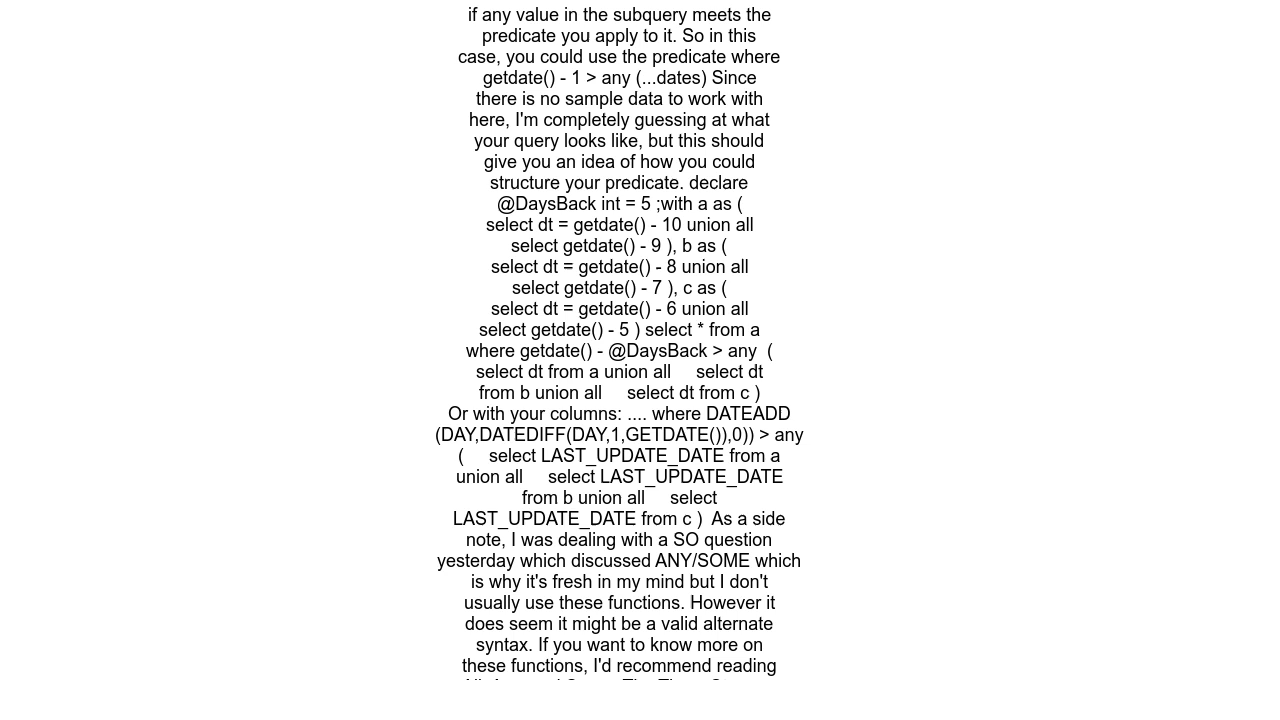 if any value in the subquery meets the
predicate you apply to it. So in this
case, you could use the predicate where
getdate() - 1 > any (...dates) Since
there is no sample data to work with
here, I'm completely guessing at what
your query looks like, but this should
give you an idea of how you could
structure your predicate. declare
@DaysBack int = 5 ;with a as (
select dt = getdate() - 10 union all
select getdate() - 9 ), b as (
select dt = getdate() - 8 union all
select getdate() - 7 ), c as (
select dt = getdate() - 6 union all
select getdate() - 5 ) select * from a
where getdate() - @DaysBack > any  (
select dt from a union all     select dt
from b union all     select dt from c )
Or with your columns: .... where DATEADD
(DAY,DATEDIFF(DAY,1,GETDATE()),0)) > any
(     select LAST_UPDATE_DATE from a
union all     select LAST_UPDATE_DATE
from b union all     select
LAST_UPDATE_DATE from c )  As a side
note, I was dealing with a SO question
yesterday which discussed ANY/SOME which
is why it's fresh in my mind but I don't
usually use these functions. However it
does seem it might be a valid alternate
syntax. If you want to know more on
these functions, I'd recommend reading